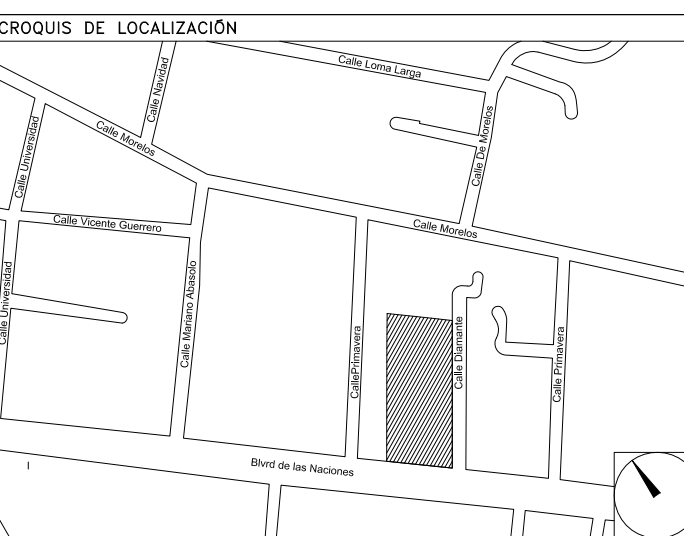 CROQUIS DE LOCALIZACIÓN
Calle Loma Larga
Calle Navidad
Calle Morelos
Calle De Morelos
Calle Universidad
Calle Vicente Guerrero
Calle Morelos
Calle Universidad
Calle Mariano Abasolo
CallePrimavera
Calle Diamante
Calle Primavera
Blvrd de las Naciones